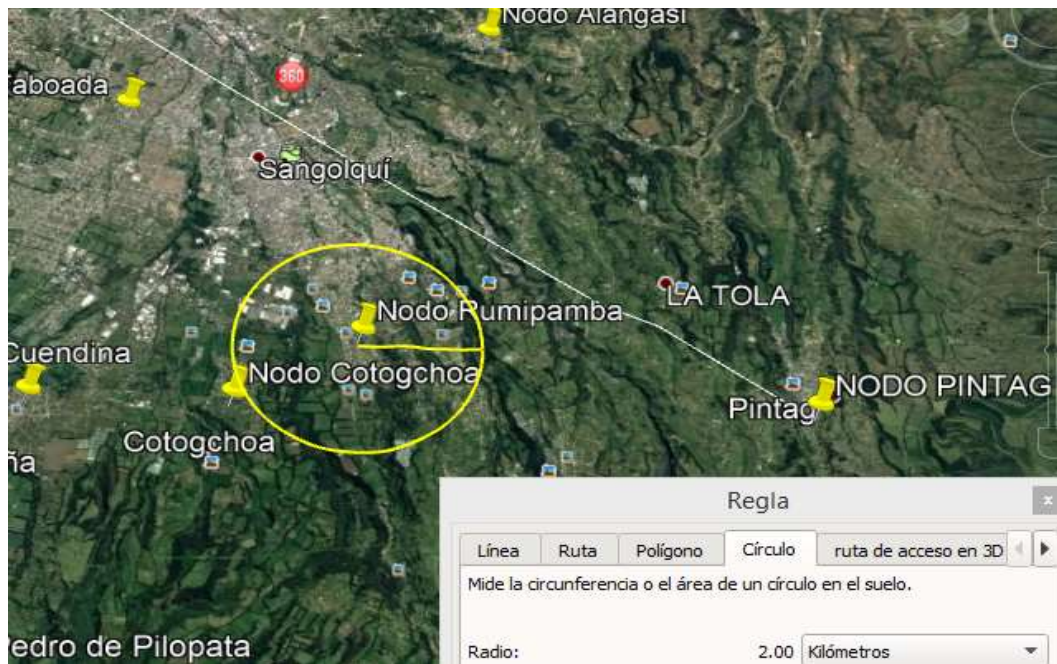 Nodo Alangasi
aboada
360
Sangolquí
LA TOLA
Nodo Rumipamba
Cuendina
Nodo Cotogchoa
NODO PINTAG
Pintag
Cotogchoa
ña
Regla
x
Línea
Ruta
Polígono
Círculo
ruta de acceso en 3D
Mide la circunferencia o el área de un círculo en el suelo.
Radio:
2.00
Kilómetros
edro de Pilopata